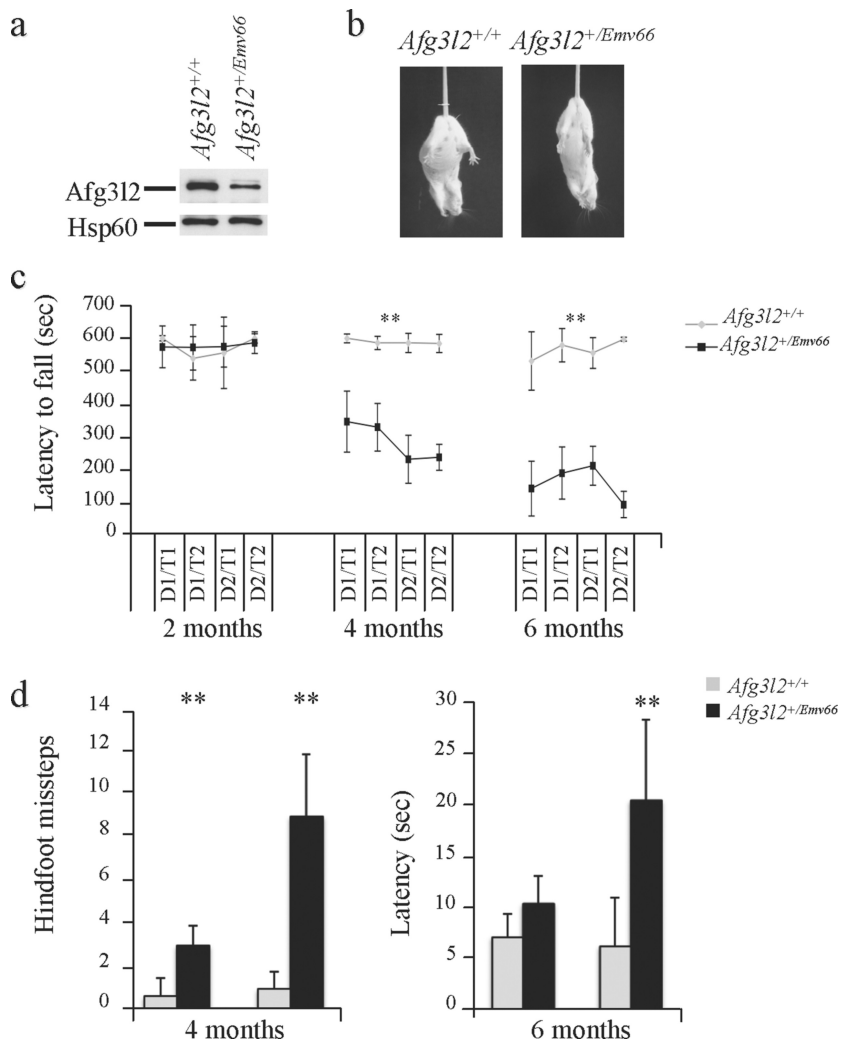 a
Afg3l2+/+
Afg3l2+/Emv66
Afg3l2
Hsp60
b
Afg3l2+/+ Afg3l2+/Emv66
c
Latency to fall (sec)
700
600
500
400
300
200
100
0
** **
Afg3l2+/+
Afg3l2+/Emv66
D1/T1 D1/T2 D2/T1 D2/T2 D1/T1 D1/T2 D2/T1 D2/T2 D1/T1 D1/T2 D2/T1 D2/T2
2 months 4 months 6 months
d
Hindfoot missteps
14
12
10
8
6
4
2
0
** **
4 months
Latency (sec)
30
25
20
15
10
5
0
**
6 months
Afg3l2+/+
Afg3l2+/Emv66